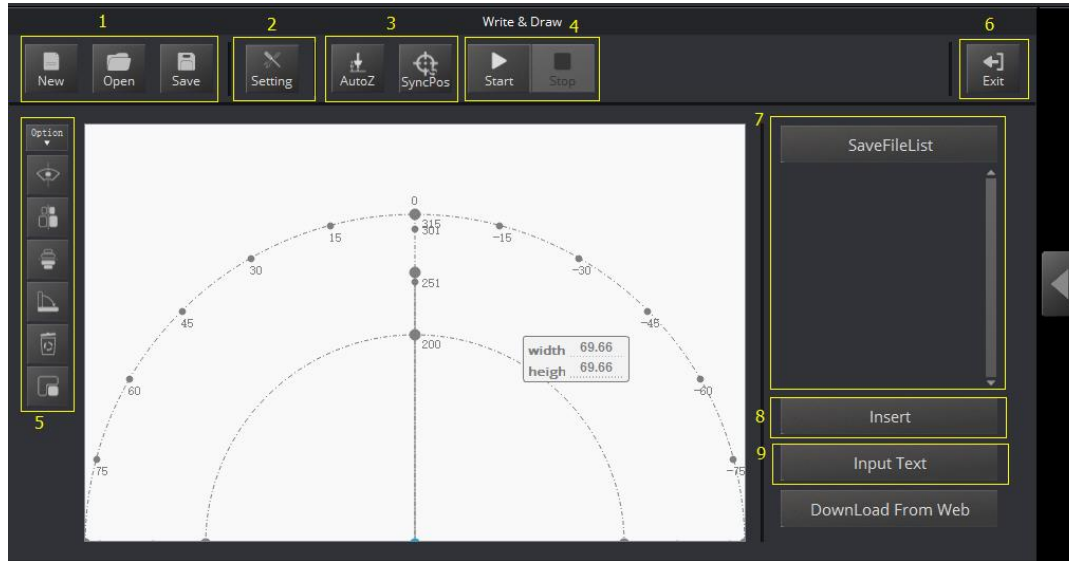 Write & Draw
1
2
3
4
6
New
Open
Save
Setting
AutoZ
SyncPos
Start
Stop
Exit
Option
5
0
315
301
15
-15
30
-30
251
45
-45
200
60
-60
75
-75
width 69.66
heigh 69.66
7
SaveFileList
8
Insert
9
Input Text
DownLoad From Web